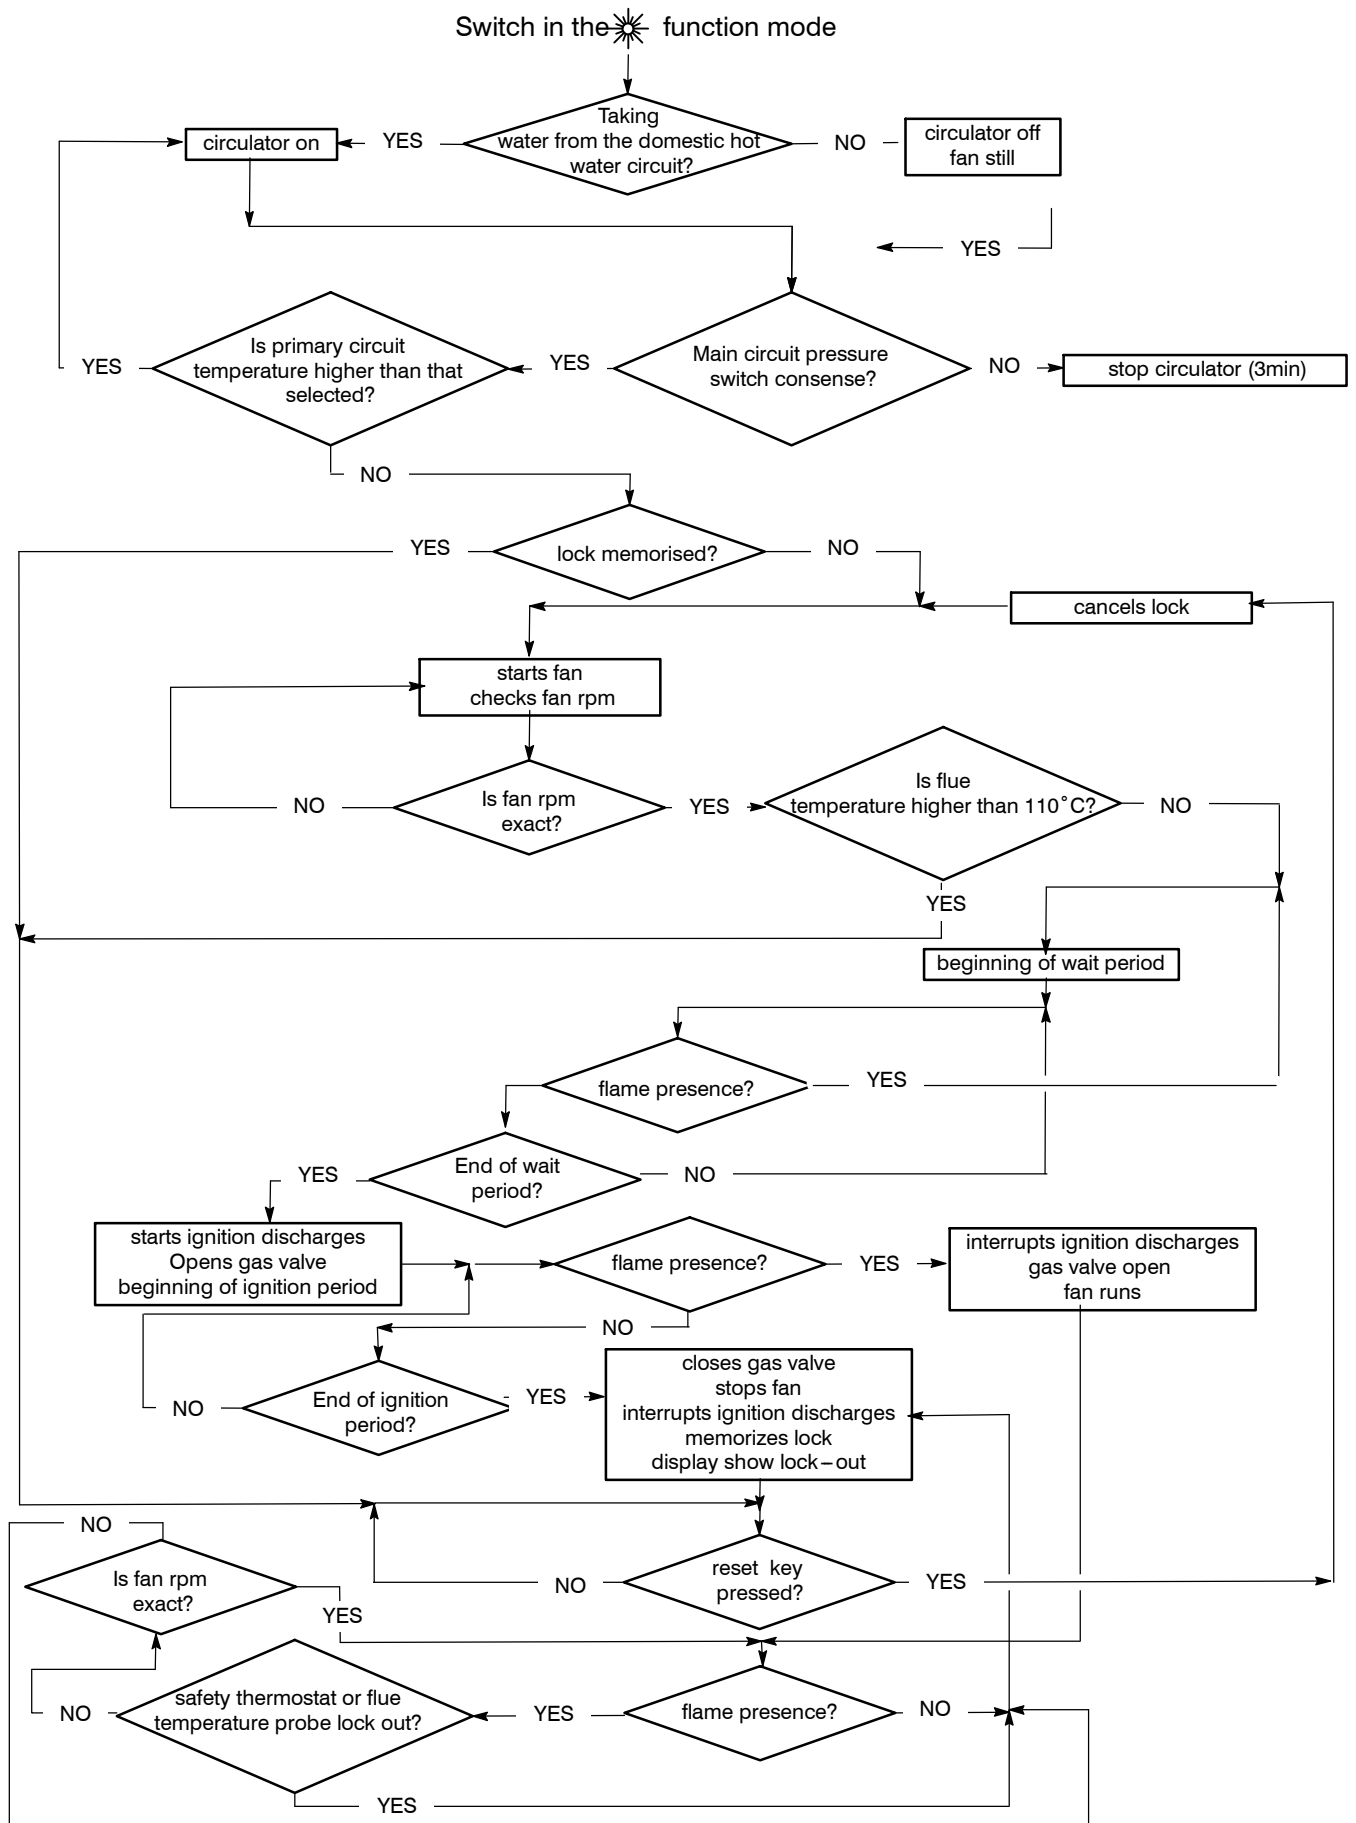 Switch in the function mode
Taking
water from the domestic hot
water circuit?
YES
circulator on
NO
circulator off
fan still
YES
Is primary circuit
temperature higher than that
selected?
YES
YES
Main circuit pressure
switch consense?
NO
stop circulator (3min)
NO
YES
lock memorised?
NO
cancels lock
starts fan
checks fan rpm
NO
Is fan rpm
exact?
YES
Is flue
temperature higher than 110°C?
NO
YES
beginning of wait period
flame presence?
YES
YES
End of wait
period?
NO
starts ignition discharges
Opens gas valve
beginning of ignition period
flame presence?
YES
interrupts ignition discharges
gas valve open
fan runs
NO
NO
End of ignition
period?
YES
closes gas valve
stops fan
interrupts ignition discharges
memorizes lock
display show lock–out
NO
Is fan rpm
exact?
YES
NO
reset key
pressed?
YES
NO
safety thermostat or flue
temperature probe lock out?
YES
flame presence?
NO
YES